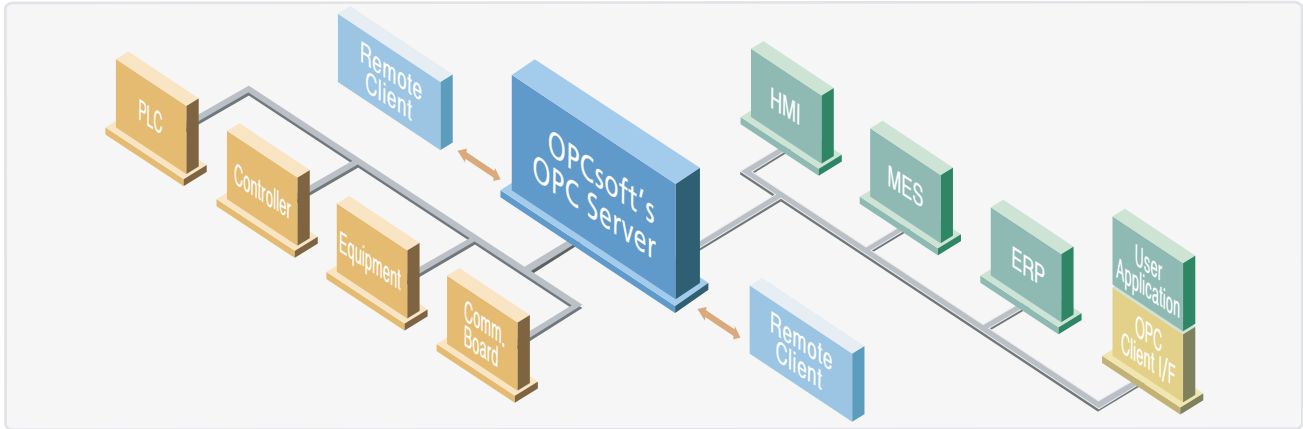 PLC
Controller
Equipment
Comm.
Board
Remote
Client
OPCsoft's
OPC Server
Remote
Client
HMI
MES
ERP
User
Application
OPC
Client I/F